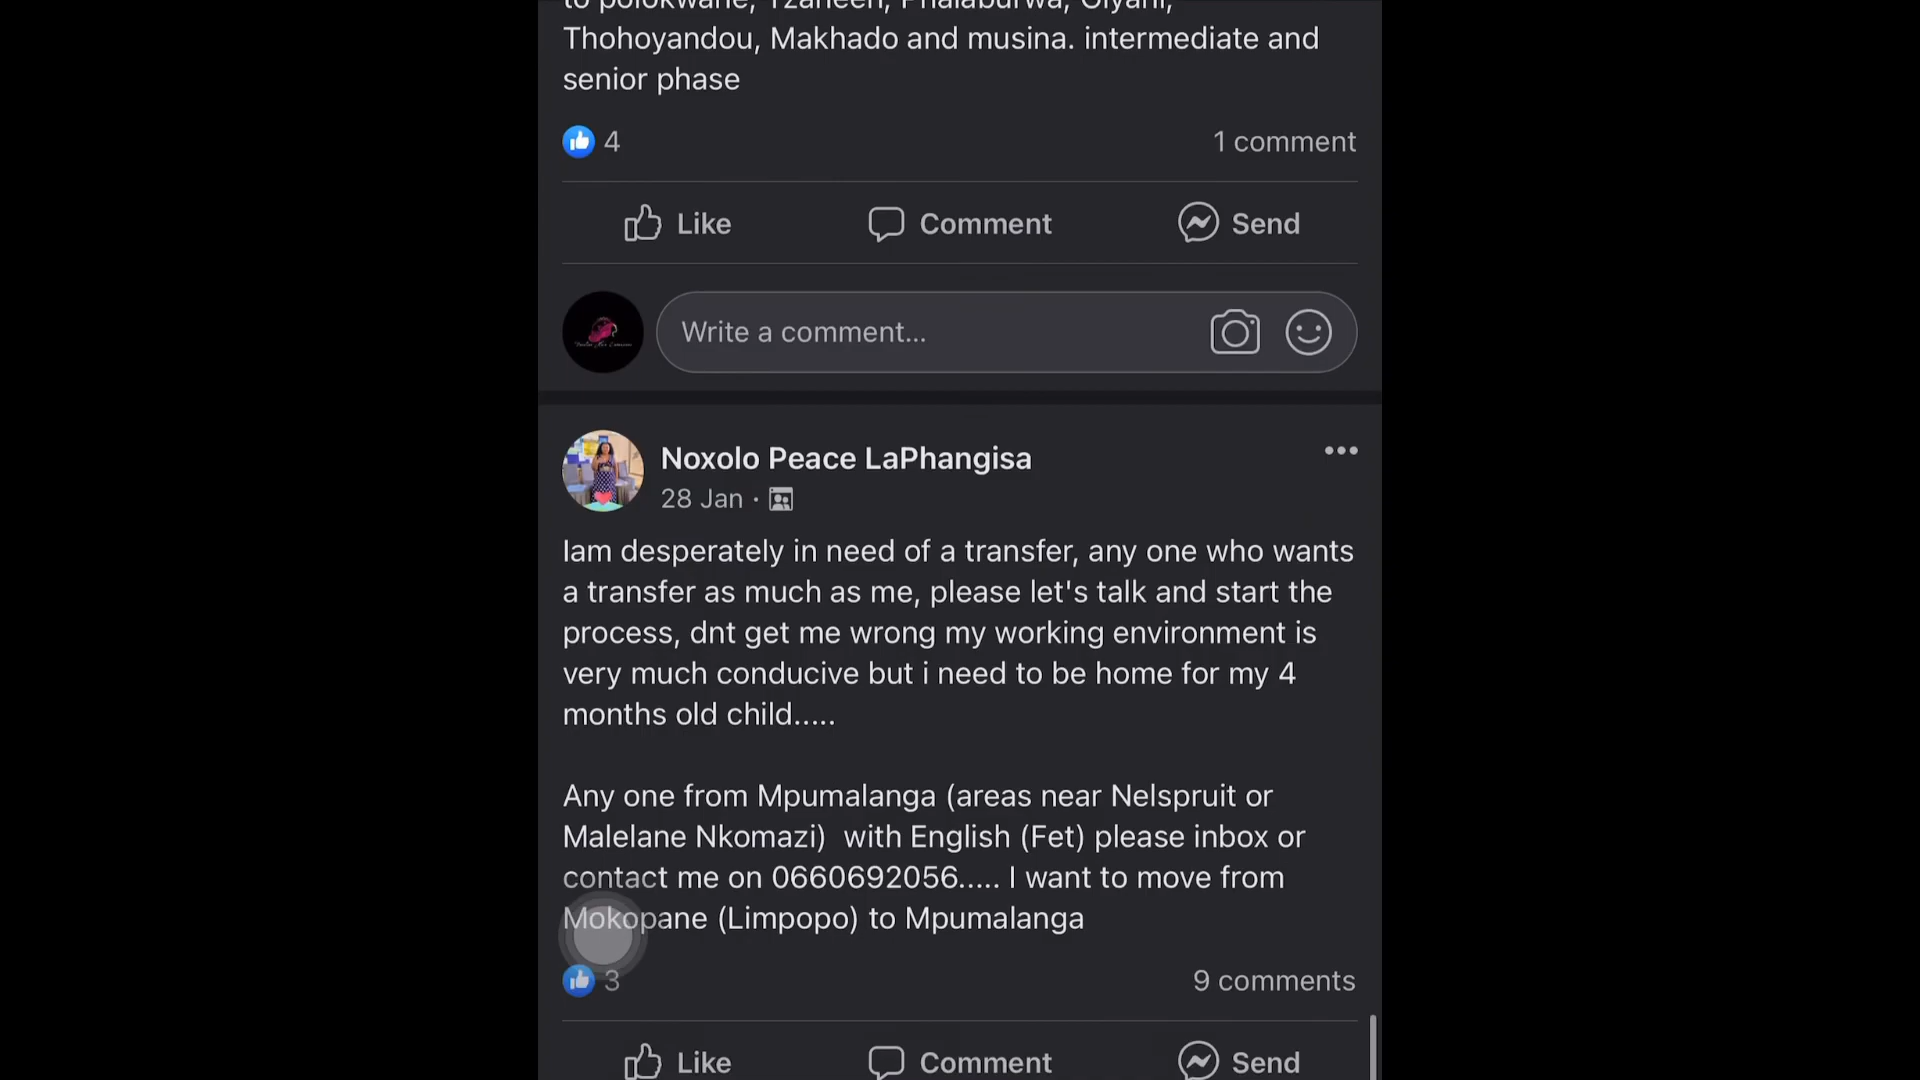 to polokwane, Tzaneen, Phalaburwa, Giyani,
Thohoyandou, Makhado and musina. intermediate and
senior phase
4
1 comment
Like
Comment
Send
Write a comment...
Noxolo Peace LaPhangisa
28 Jan ·
Iam desperately in need of a transfer, any one who wants
a transfer as much as me, please let's talk and start the
process, dnt get me wrong my working environment is
very much conducive but i need to be home for my 4
months old child.....
Any one from Mpumalanga (areas near Nelspruit or
Malelane Nkomazi)  with English (Fet) please inbox or
contact me on 0660692056..... I want to move from
Mokopane (Limpopo) to Mpumalanga
3
9 comments
Like
Comment
Send